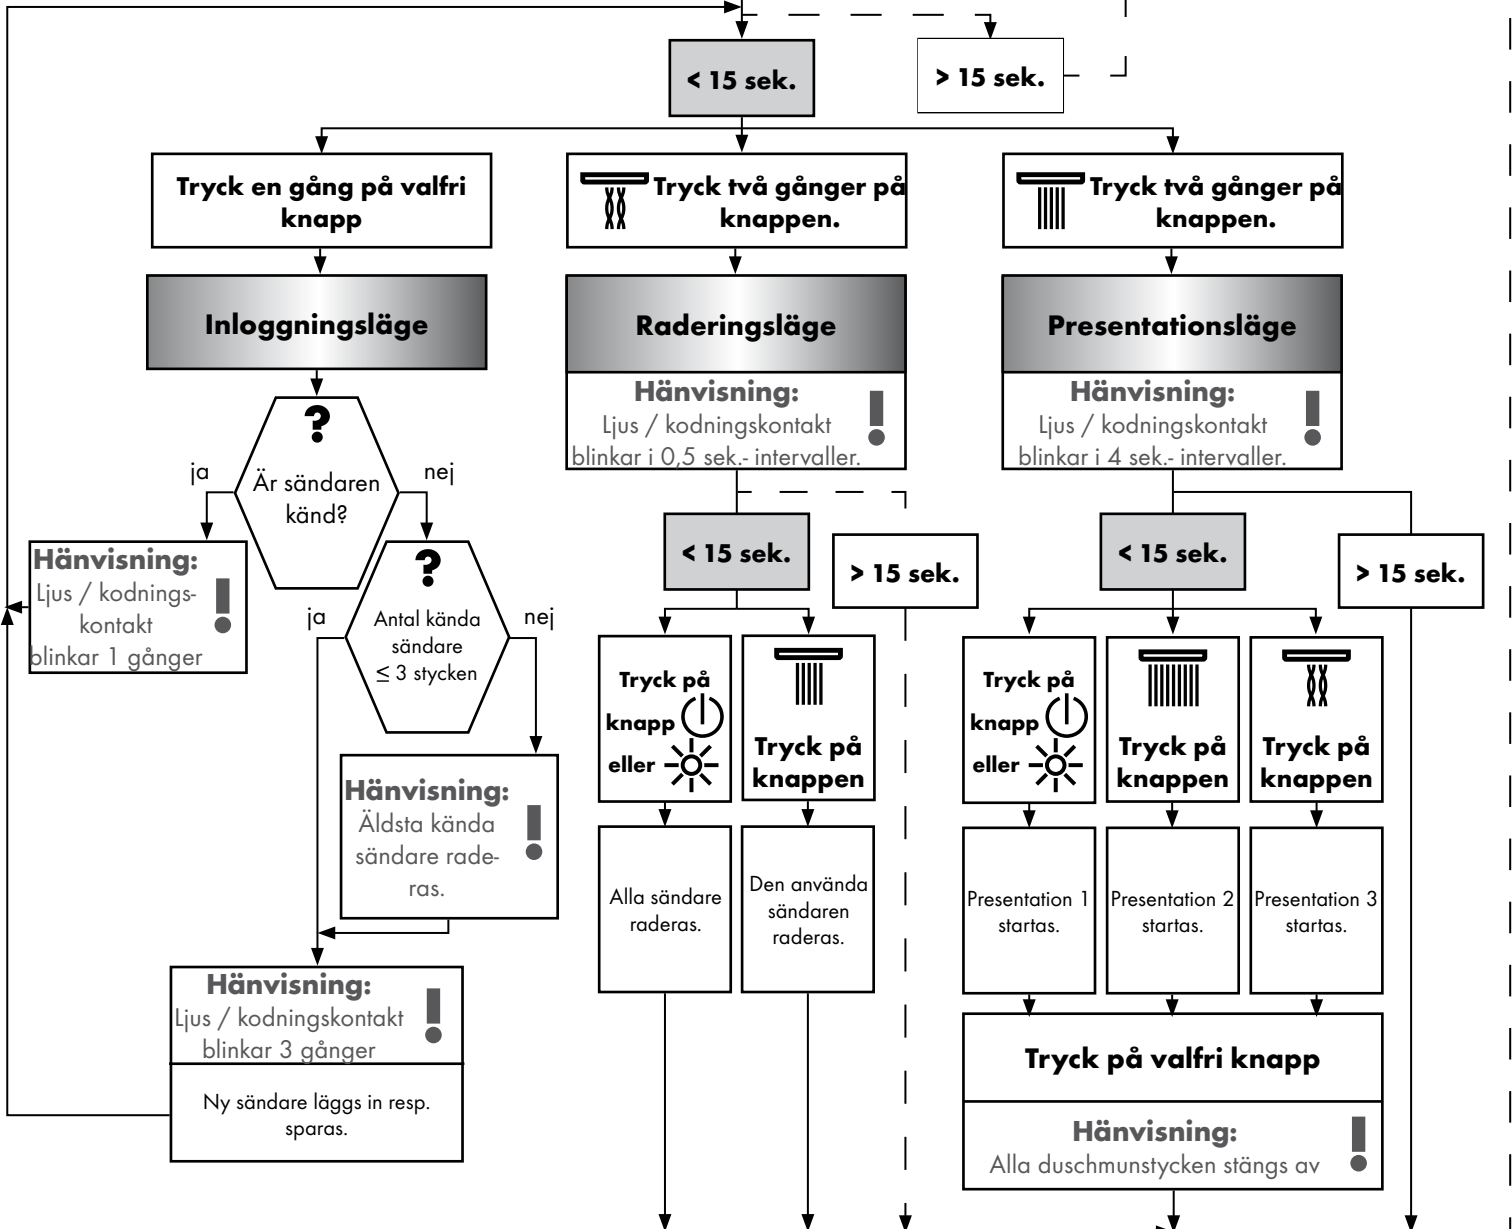 < 15 sek.
> 15 sek.
Tryck en gång på valfri
knapp
Tryck två gånger på
knappen.
Tryck två gånger på
knappen.
Inloggningsläge
Raderingsläge
Hänvisning:
Ljus / kodningskontakt
blinkar i 0,5 sek.- intervaller.
Presentationsläge
Hänvisning:
Ljus / kodningskontakt
blinkar i 4 sek.- intervaller.
?
Är sändaren
känd?
ja
nej
Hänvisning:
Ljus / kodnings-
kontakt
blinkar 1 gånger
!
?
Antal kända
sändare
≤ 3 stycken
ja
nej
Hänvisning:
Äldsta kända
sändare rade-
ras.
!
Hänvisning:
Ljus / kodningskontakt
blinkar 3 gånger
!
Ny sändare läggs in resp.
sparas.
!
< 15 sek.
> 15 sek.
Tryck på
knapp
eller
Tryck på
knappen
Alla sändare
raderas.
Den använda
sändaren
raderas.
!
< 15 sek.
> 15 sek.
Tryck på
knapp
eller
Tryck på
knappen
Tryck på
knappen
Presentation 1
startas.
Presentation 2
startas.
Presentation 3
startas.
Tryck på valfri knapp
Hänvisning:
Alla duschmunstycken stängs av
!